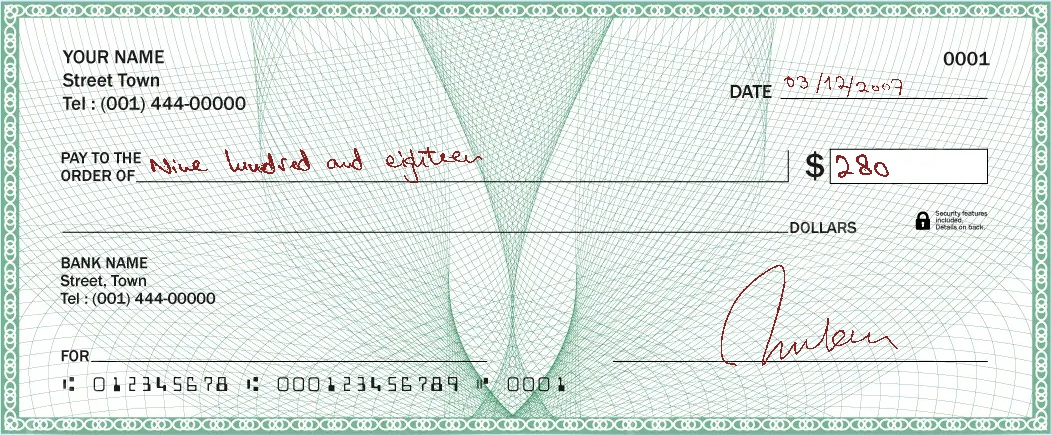 YOUR NAME
0001
Street Town
Tel : (001) 444-00000
DATE 03/12/2007
PAY TO THE ORDER OF Nine hundred and eighteen
$ 280
DOLLARS
Security features
included.
Details on back.
BANK NAME
Street, Town
Tel : (001) 444-00000
FOR
⑆ 012345678 ⑆ 000123456789 ⑈ 0001